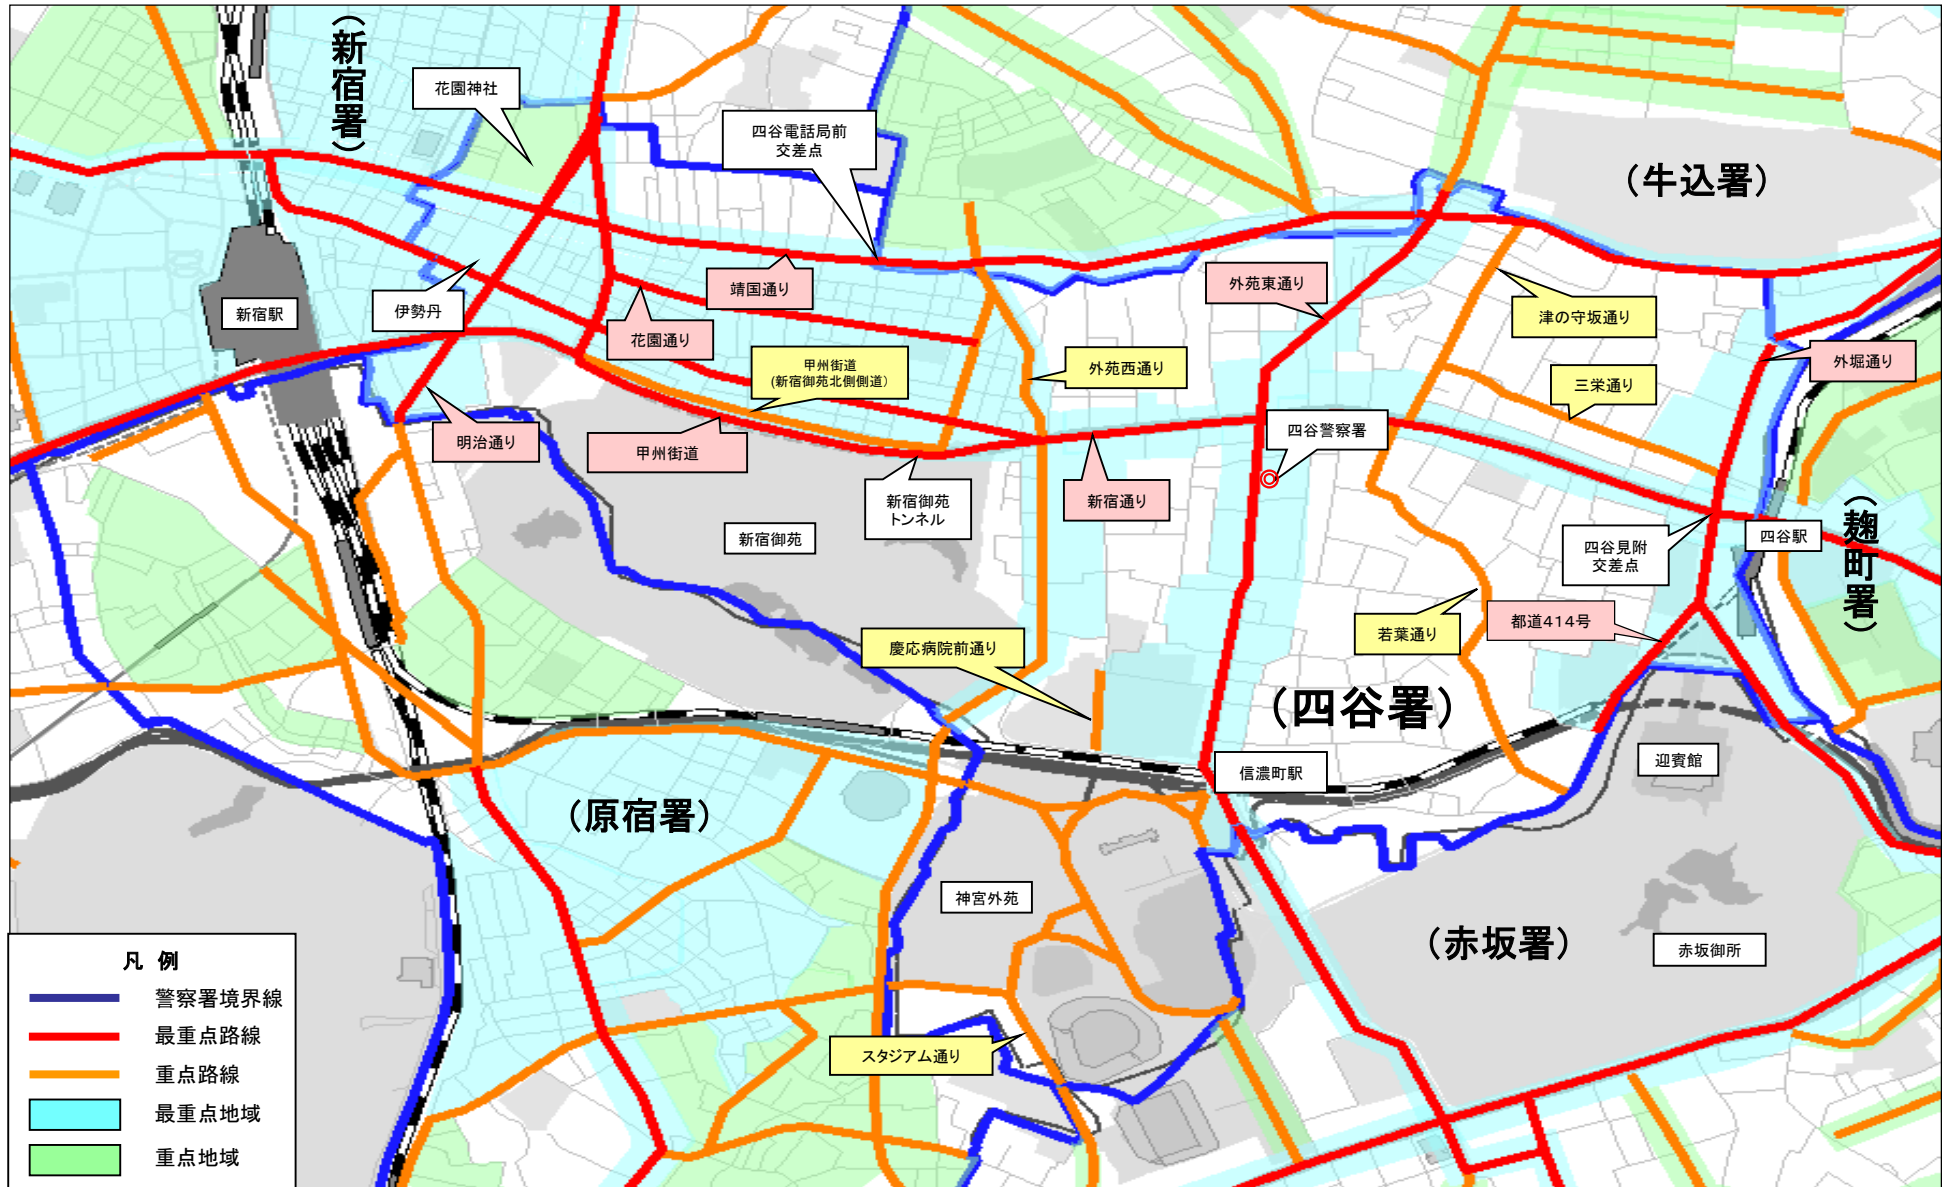 (新宿署)
花園神社
四谷電話局前
交差点
(牛込署)
新宿駅
伊勢丹
靖国通り
花園通り
外苑東通り
津の守坂通り
甲州街道
(新宿御苑北側側道)
外苑西通り
三栄通り
外堀通り
明治通り
甲州街道
四谷警察署
新宿御苑
トンネル
新宿通り
新宿御苑
四谷見附
交差点
四谷駅
(麹町署)
慶応病院前通り
若葉通り
都道414号
(四谷署)
信濃町駅
迎賓館
(原宿署)
神宮外苑
(赤坂署)
赤坂御所
スタジアム通り
凡 例
警察署境界線
最重点路線
重点路線
最重点地域
重点地域